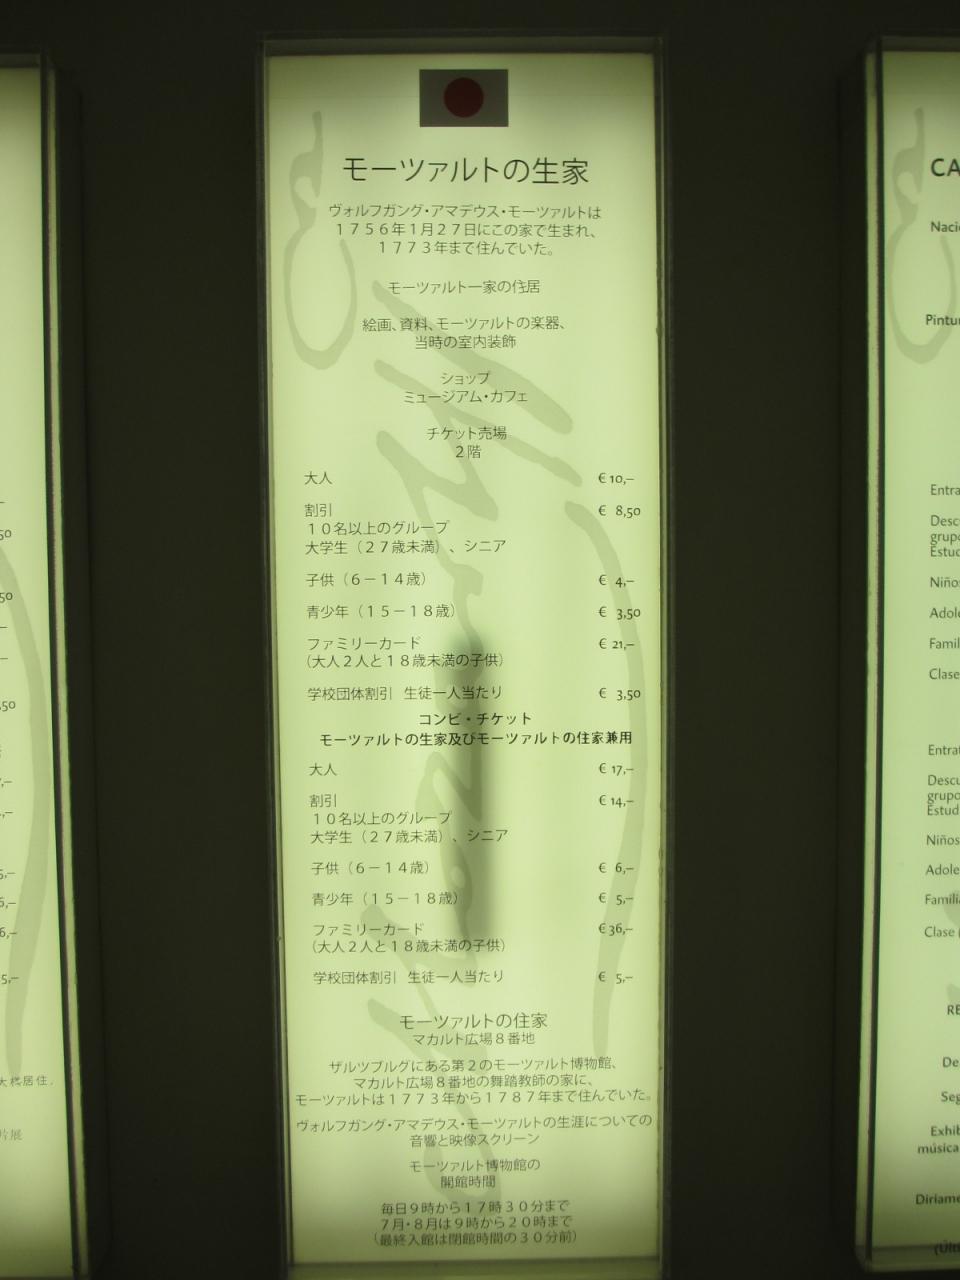 モーツァルトの生家
ヴォルフガング・アマデウス・モーツァルトは
１７５６年１月２７日にこの家で生まれ、
１７７３年まで住んでいた。
モーツァルト一家の住居
絵画、資料、モーツァルトの楽器、
当時の室内装飾
ショップ
ミュージアム・カフェ
チケット売場
２階
大人 € 10,–
割引 € 8,50
１０名以上のグループ
大学生（２７歳未満）、シニア
子供（６－１４歳） € 4,–
青少年（１５－１８歳） € 3,50
ファミリーカード € 21,–
（大人２人と１８歳未満の子供）
学校団体割引 生徒一人当たり € 3,50
コンビ・チケット
モーツァルトの生家及びモーツァルトの住家兼用
大人 € 17,–
割引 € 14,–
１０名以上のグループ
大学生（２７歳未満）、シニア
子供（６－１４歳） € 6,–
青少年（１５－１８歳） € 5,–
ファミリーカード € 36,–
（大人２人と１８歳未満の子供）
学校団体割引 生徒一人当たり € 5,–
モーツァルトの住家
マカルト広場８番地
ザルツブルグにある第２のモーツァルト博物館、
マカルト広場８番地の舞踏教師の家に、
モーツァルトは１７７３年から１７８７年まで住んでいた。
ヴォルフガング・アマデウス・モーツァルトの生涯についての
音響と映像スクリーン
モーツァルト博物館の
開館時間
毎日９時から１７時３０分まで
７月・８月は９時から２０時まで
（最終入館は閉館時間の３０分前）
CA
Naci
Pintu
Entra
Desc
grupo
Estud
Niños
Adole
Famil
Clase
Entrad
Descu
grupo
Estud
Niños
Adole
Famili
Clase
RE
De
Seg
Exhib
música
Diriame
(Últi